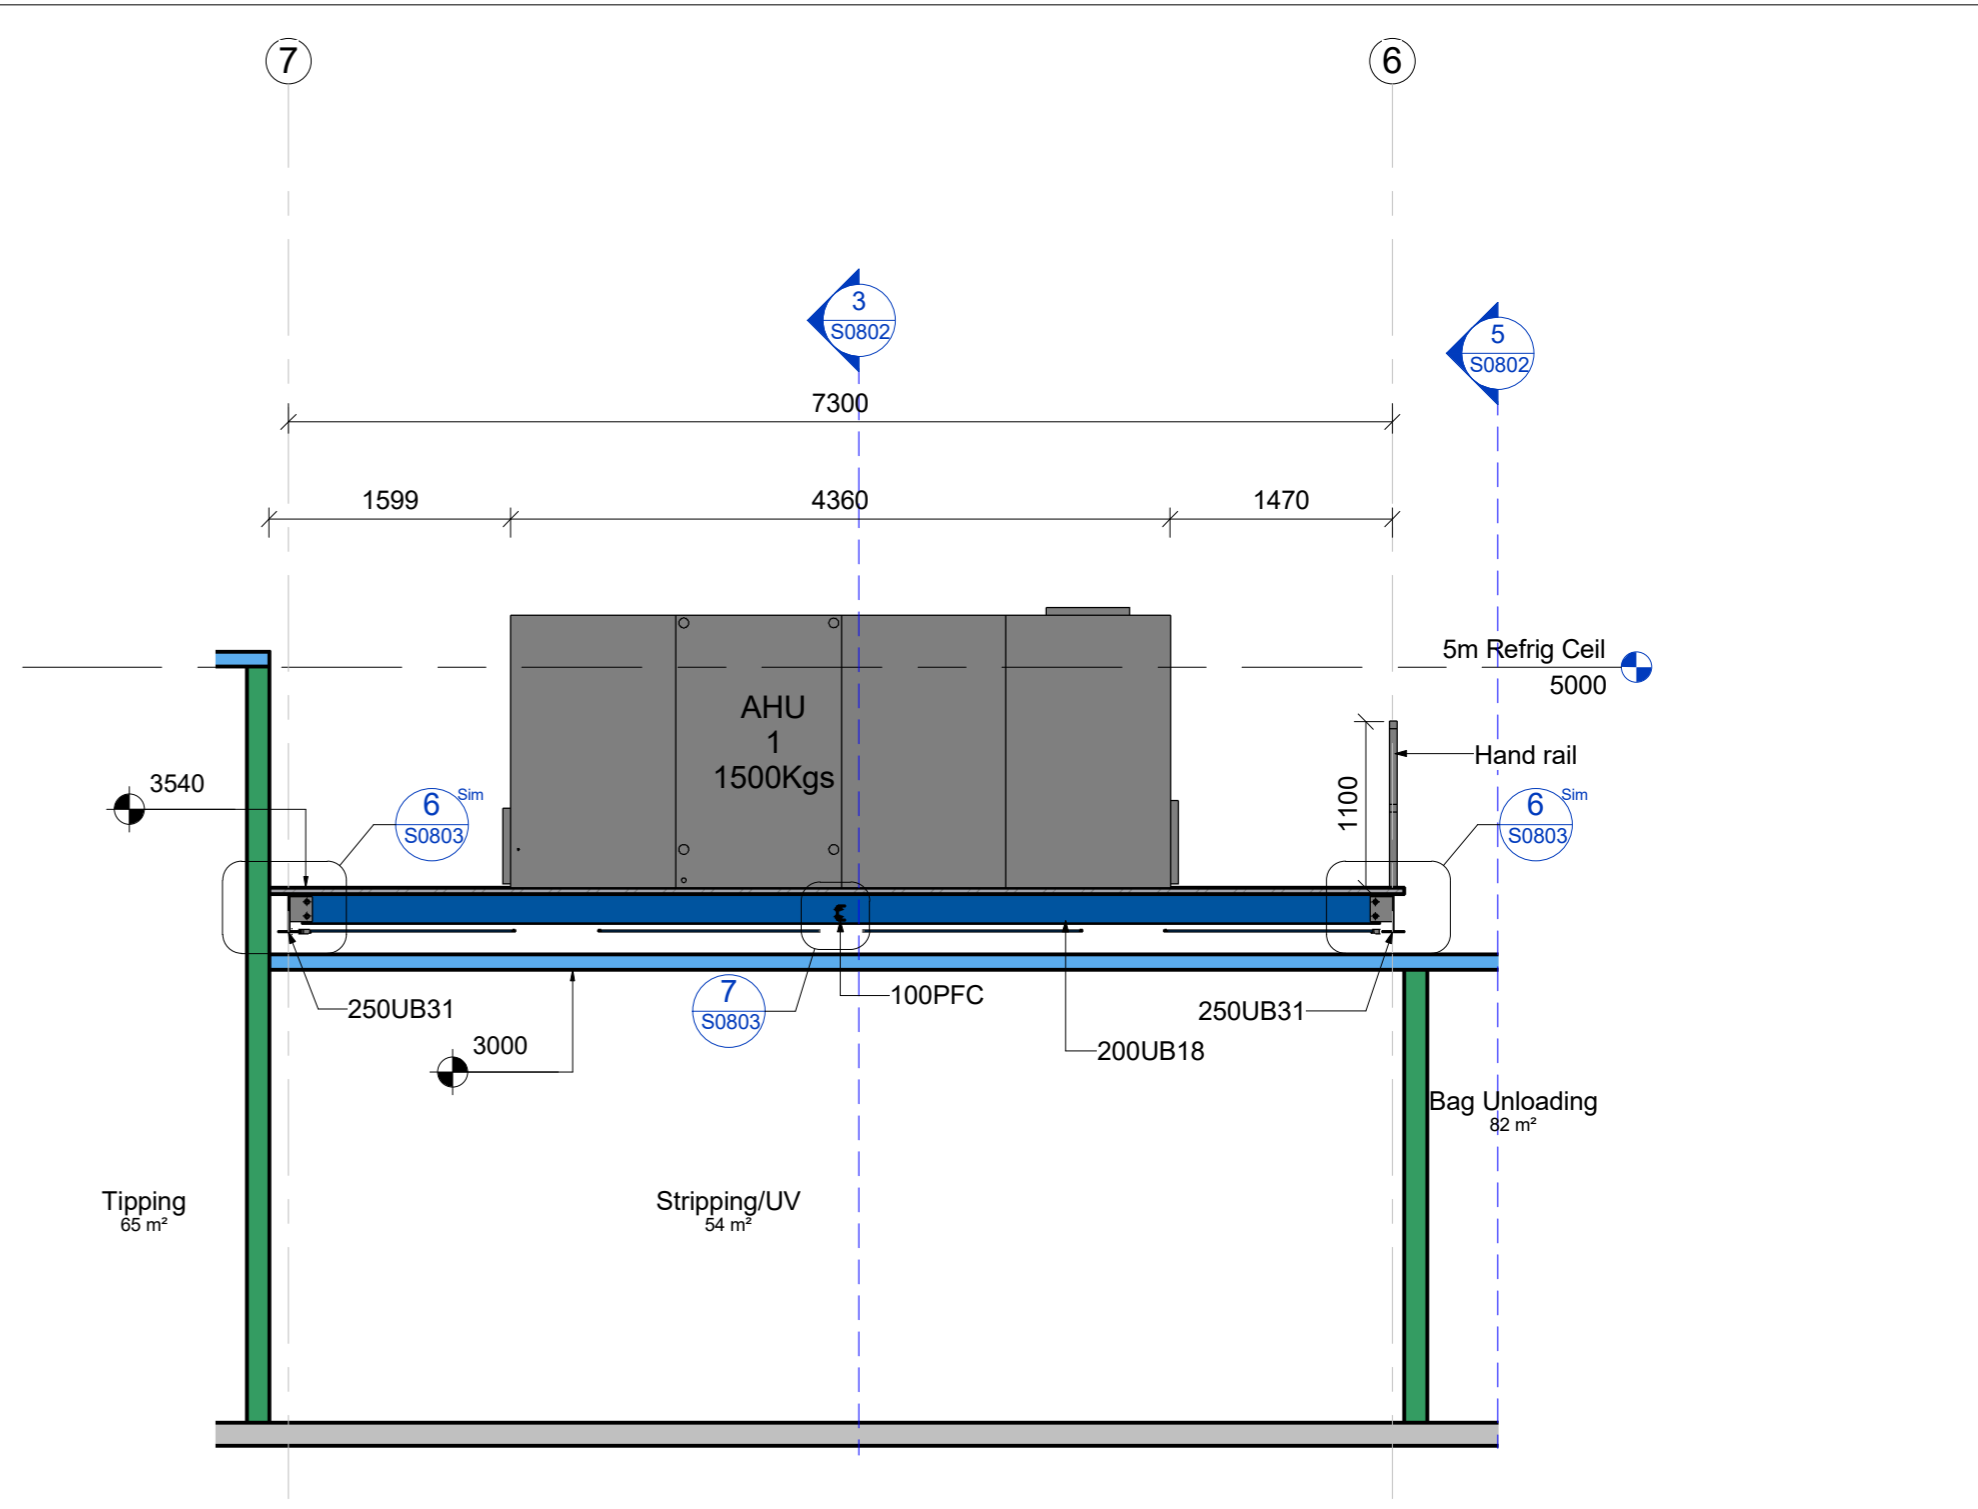 7
6
3
S0802
5
S0802
7300
1599
4360
1470
5m Refrig Ceil
5000
AHU
1
1500Kgs
Hand rail
1100
3540
6
Sim
S0803
6
Sim
S0803
250UB31
7
S0803
100PFC
250UB31
3000
200UB18
Bag Unloading
82 m²
Tipping
65 m²
Stripping/UV
54 m²